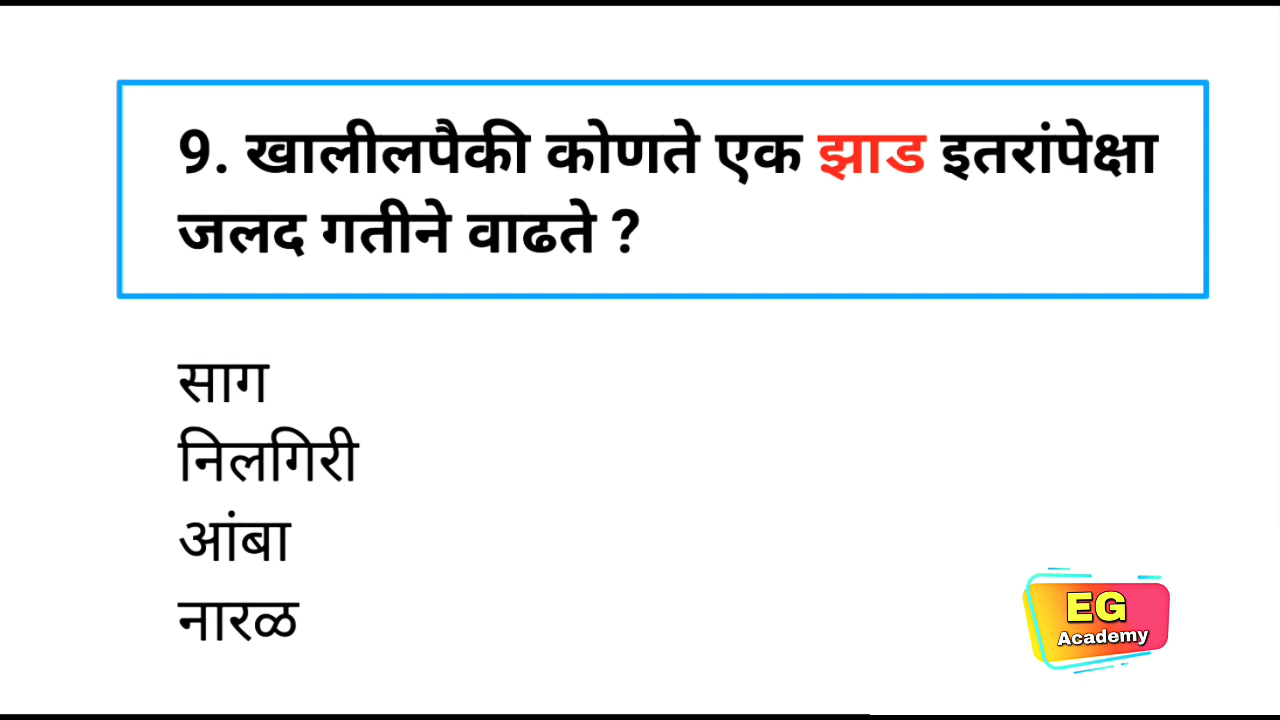 9. खालीलपैकी कोणते एक झाड इतरांपेक्षा
जलद गतीने वाढते ?
साग
निलगिरी
आंबा
नारळ
EG
Academy